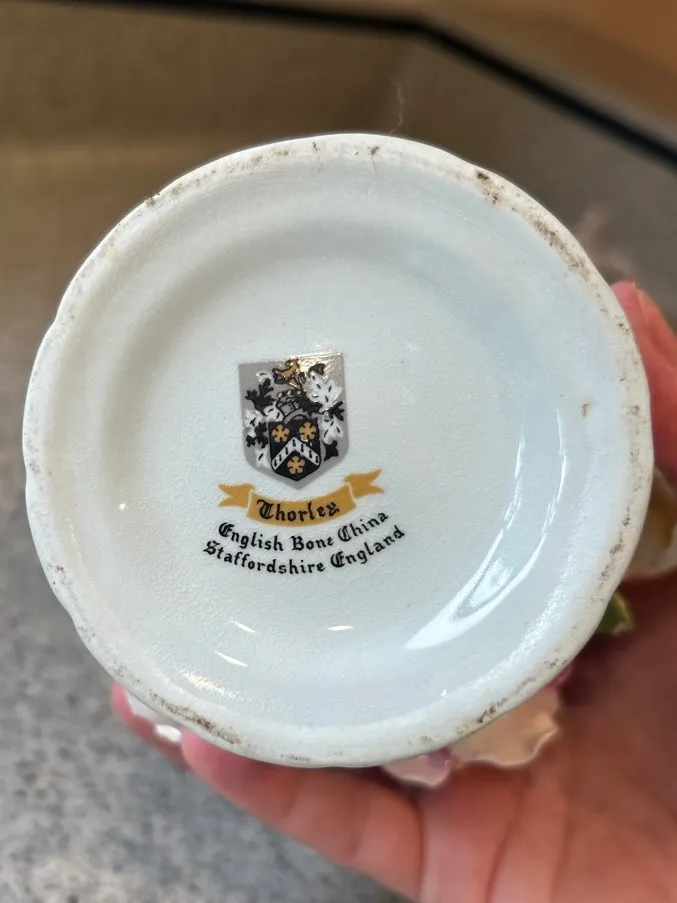 Thorley
English Bone China
Staffordshire England